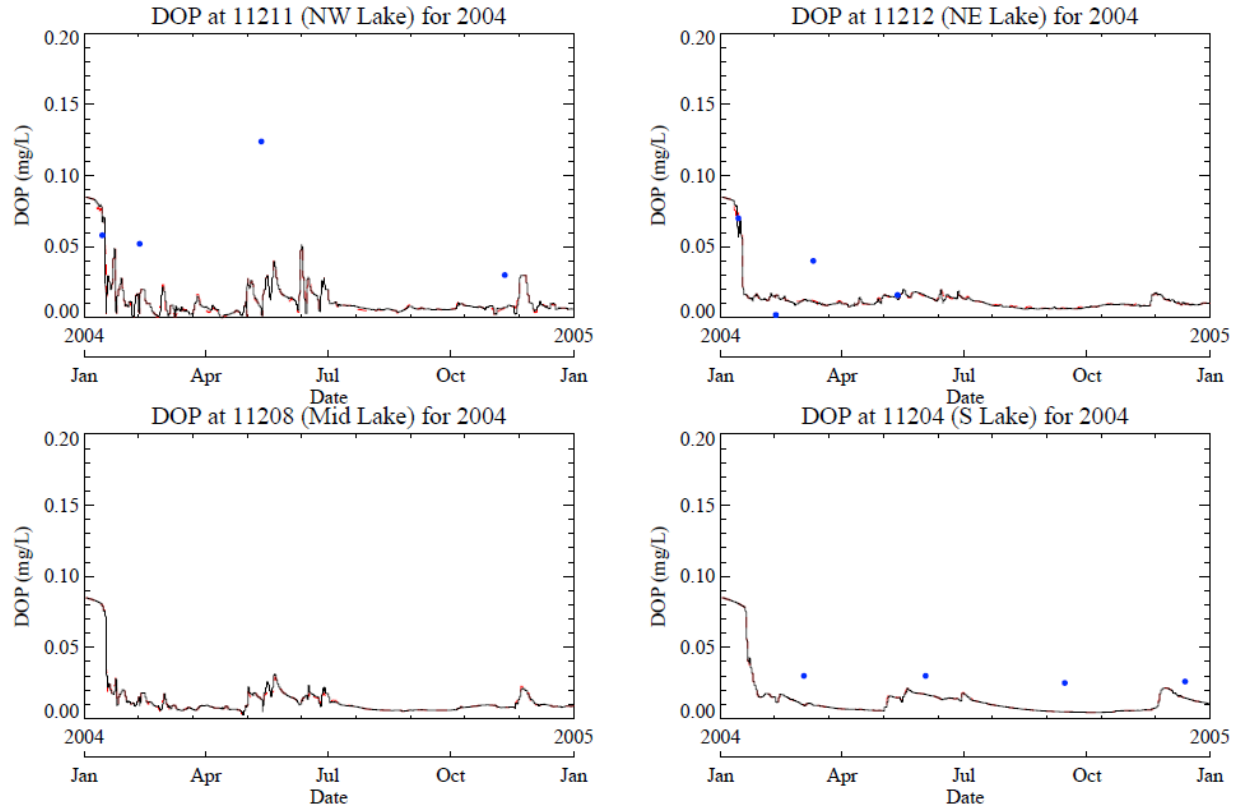 DOP at 11211 (NW Lake) for 2004
0.20
0.15
0.10
0.05
0.00
DOP (mg/L)
2004
2005
Jan
Apr
Jul
Oct
Jan
Date
DOP at 11212 (NE Lake) for 2004
0.20
0.15
0.10
0.05
0.00
DOP (mg/L)
2004
2005
Jan
Apr
Jul
Oct
Jan
Date
DOP at 11208 (Mid Lake) for 2004
0.20
0.15
0.10
0.05
0.00
DOP (mg/L)
2004
2005
Jan
Apr
Jul
Oct
Jan
Date
DOP at 11204 (S Lake) for 2004
0.20
0.15
0.10
0.05
0.00
DOP (mg/L)
2004
2005
Jan
Apr
Jul
Oct
Jan
Date